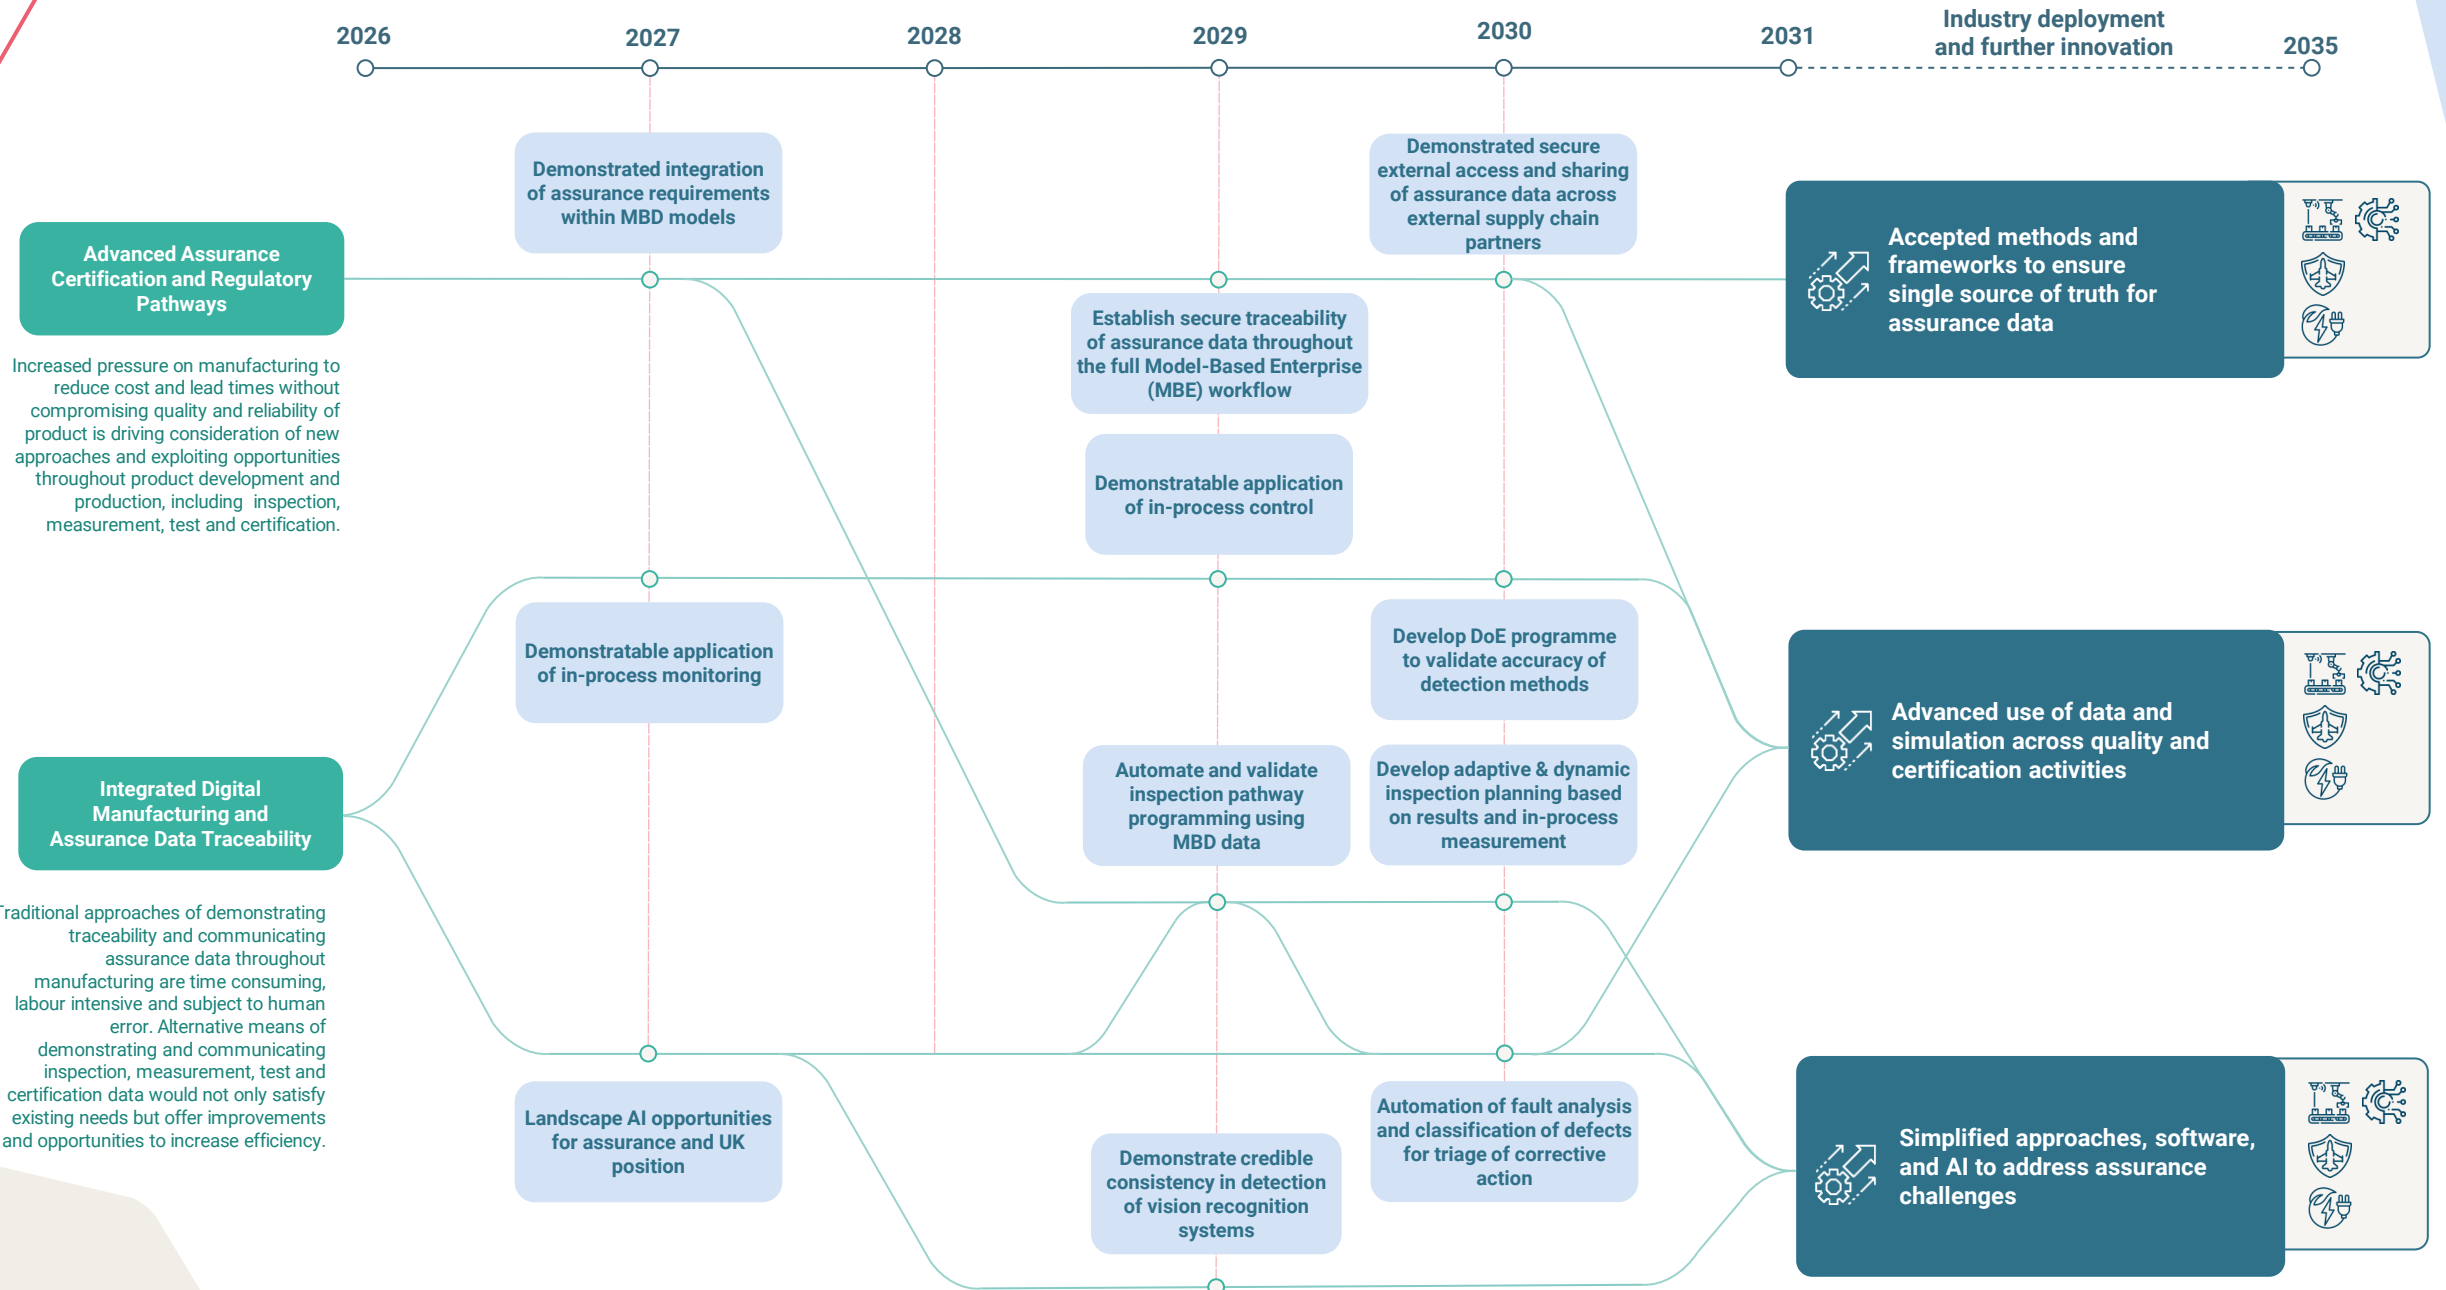 2026
2027
2028
2029
2030
2031
Industry deployment
and further innovation
2035
Demonstrated integration
of assurance requirements
within MBD models
Demonstrated secure
external access and sharing
of assurance data across
external supply chain
partners
Advanced Assurance
Certification and Regulatory
Pathways
Accepted methods and
frameworks to ensure
single source of truth for
assurance data
Establish secure traceability
of assurance data throughout
the full Model-Based Enterprise
(MBE) workflow
Increased pressure on manufacturing to
reduce cost and lead times without
compromising quality and reliability of
product is driving consideration of new
approaches and exploiting opportunities
throughout product development and
production, including  inspection,
measurement, test and certification.
Demonstratable application
of in-process control
Demonstratable application
of in-process monitoring
Develop DoE programme
to validate accuracy of
detection methods
Advanced use of data and
simulation across quality and
certification activities
Integrated Digital
Manufacturing and
Assurance Data Traceability
Automate and validate
inspection pathway
programming using
MBD data
Develop adaptive & dynamic
inspection planning based
on results and in-process
measurement
Traditional approaches of demonstrating
traceability and communicating
assurance data throughout
manufacturing are time consuming,
labour intensive and subject to human
error. Alternative means of
demonstrating and communicating
inspection, measurement, test and
certification data would not only satisfy
existing needs but offer improvements
and opportunities to increase efficiency.
Landscape AI opportunities
for assurance and UK
position
Demonstrate credible
consistency in detection
of vision recognition
systems
Automation of fault analysis
and classification of defects
for triage of corrective
action
Simplified approaches, software,
and AI to address assurance
challenges